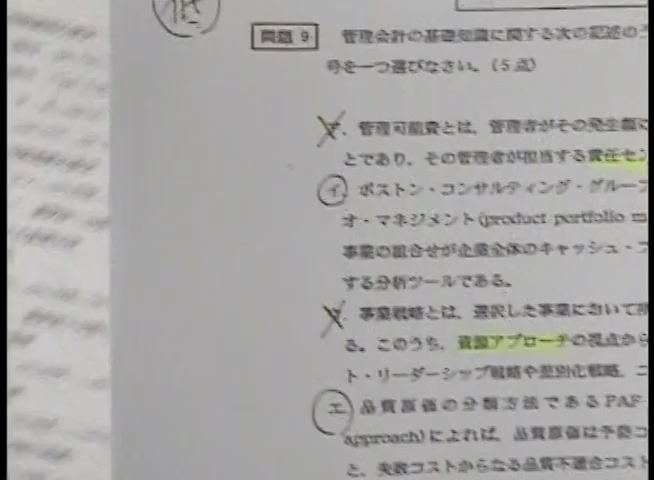 問題 9 管理会計の基礎知識に関する次の記述の
号を一つ選びなさい。(5点)
ア. 管理可能費とは、管理者がその発生額に
とであり、その管理者が担当する責任セン
イ. ボストン・コンサルティング・グループ
オ・マネジメント(product portfolio m
事業の組合せが企業全体のキャッシュ・フ
する分析ツールである。
ウ. 事業戦略とは、選択した事業において
る。このうち、資源アプローチの視点から
ト・リーダーシップ戦略や差別化戦略、ニ
エ. 品質原価の分類方法であるPAF
approach)によれば、品質原価は予防コ
と、失敗コストからなる品質不適合コスト